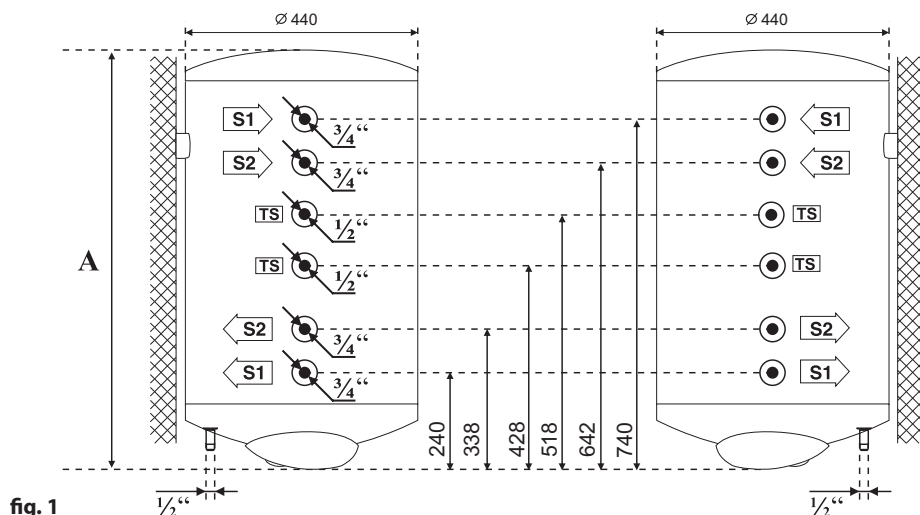 Ø 440 Ø 440
S1 ¾“ S1
S2 ¾“ S2
TS ½“ TS
A
TS ½“ TS
S2 ¾“ S2
S1 ¾“ S1
240 338 428 518 642 740
fig. 1 ½“ ½“